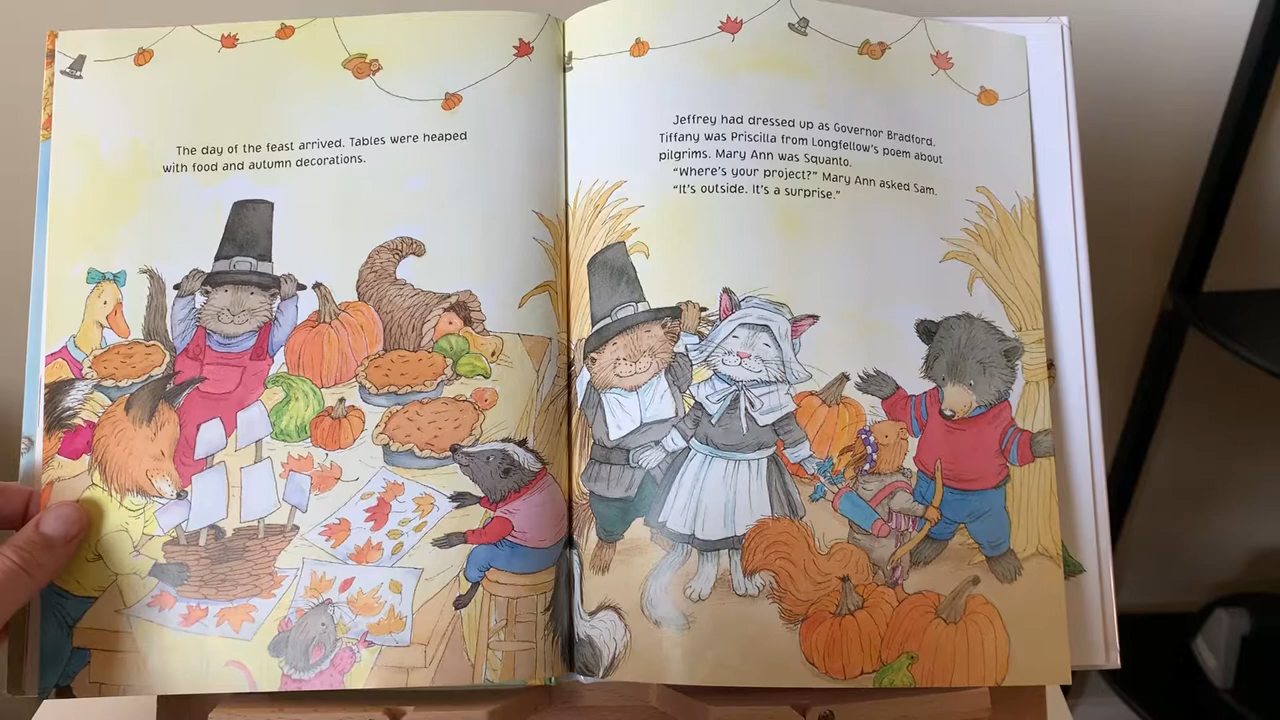 The day of the feast arrived. Tables were heaped
with food and autumn decorations.
Jeffrey had dressed up as Governor Bradford.
Tiffany was Priscilla from Longfellow's poem about
pilgrims. Mary Ann was Squanto.
"Where's your project?" Mary Ann asked Sam.
"It's outside. It's a surprise."